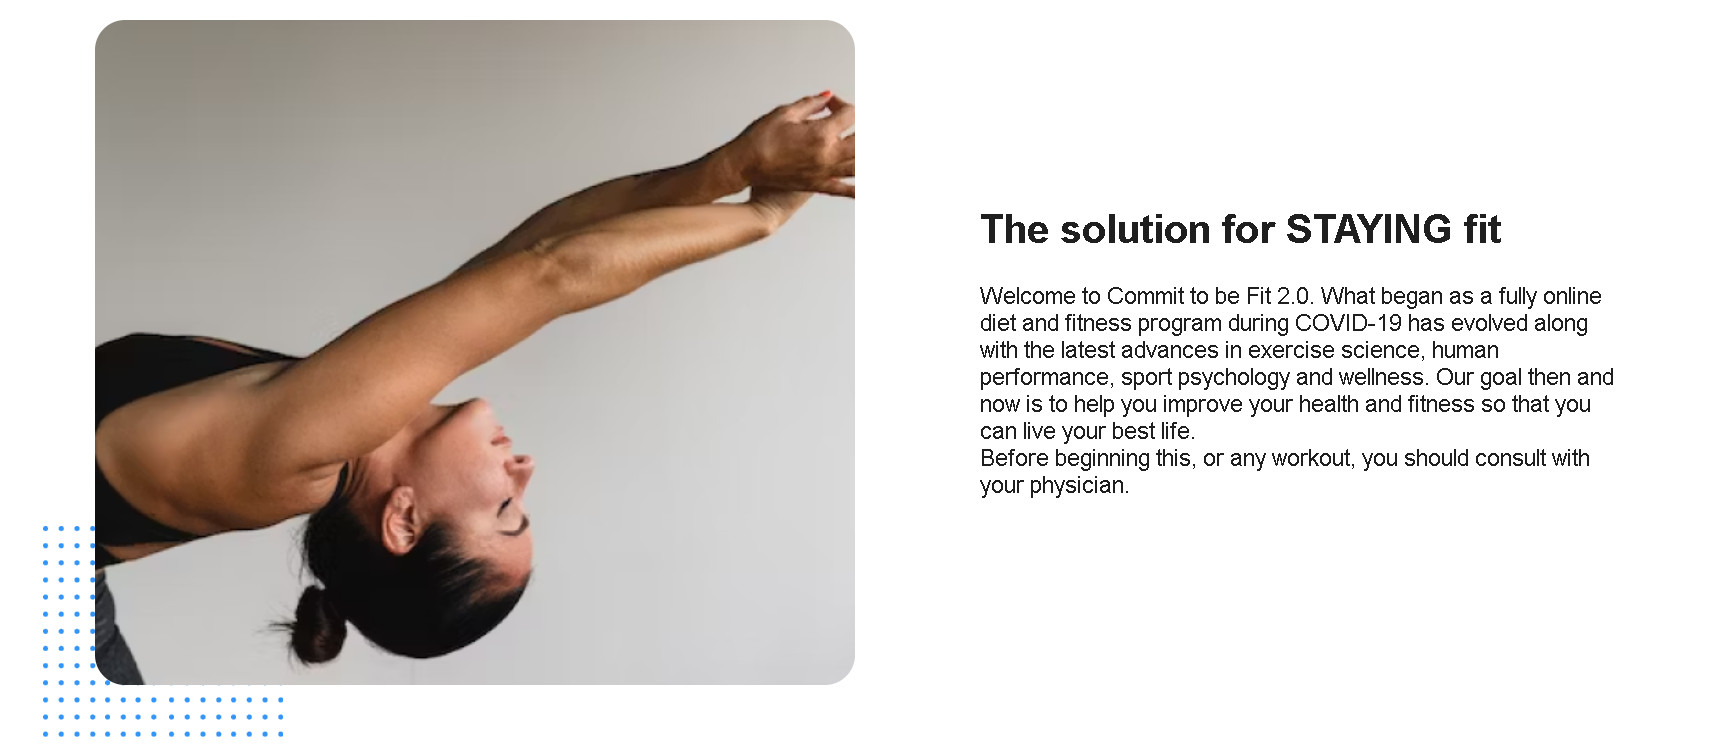 The solution for STAYING fit
Welcome to Commit to be Fit 2.0. What began as a fully online
diet and fitness program during COVID-19 has evolved along
with the latest advances in exercise science, human
performance, sport psychology and wellness. Our goal then and
now is to help you improve your health and fitness so that you
can live your best life.
Before beginning this, or any workout, you should consult with
your physician.